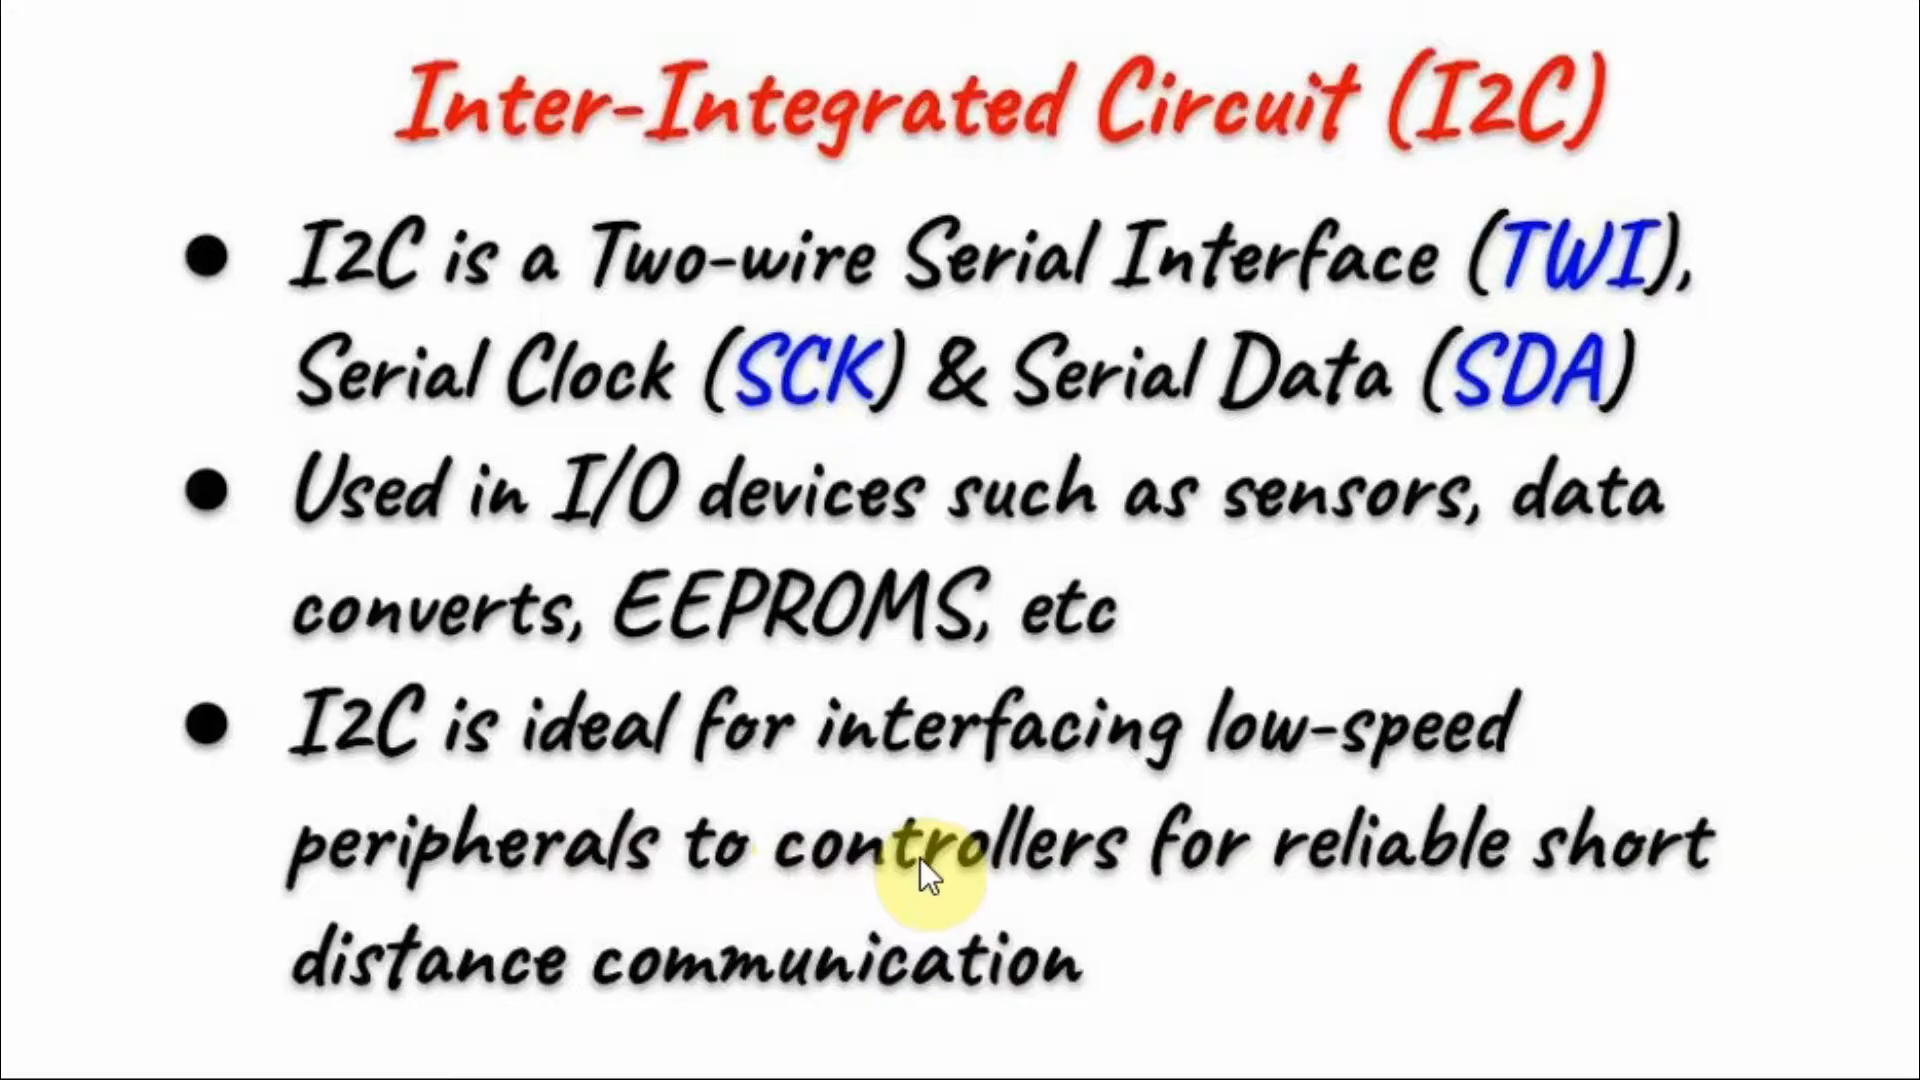 Inter-Integrated Circuit (I2C)
● I2C is a Two-wire Serial Interface (TWI),
Serial Clock (SCK) & Serial Data (SDA)
● Used in I/O devices such as sensors, data
converts, EEPROMS, etc
● I2C is ideal for interfacing low-speed
peripherals to controllers for reliable short
distance communication